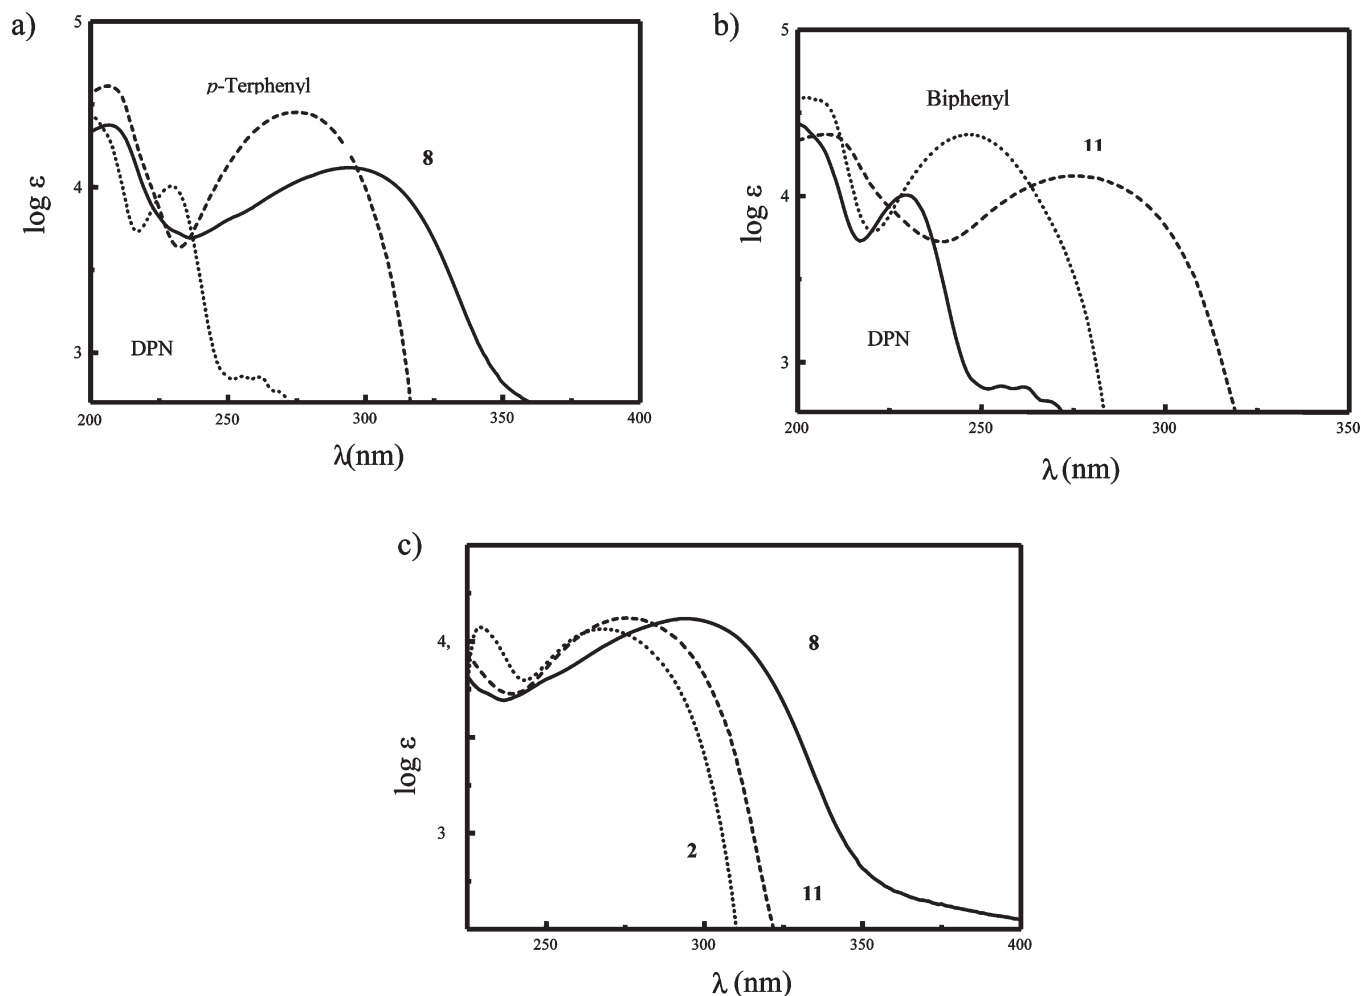 a)
5
p-Terphenyl
8
4
log ε
DPN
3
200 250 300 350 400
λ(nm)
b)
5
Biphenyl
11
4
log ε
DPN
3
200 250 300 350
λ (nm)
c)
4,
8
log ε
3
2
11
250 300 350 400
λ (nm)